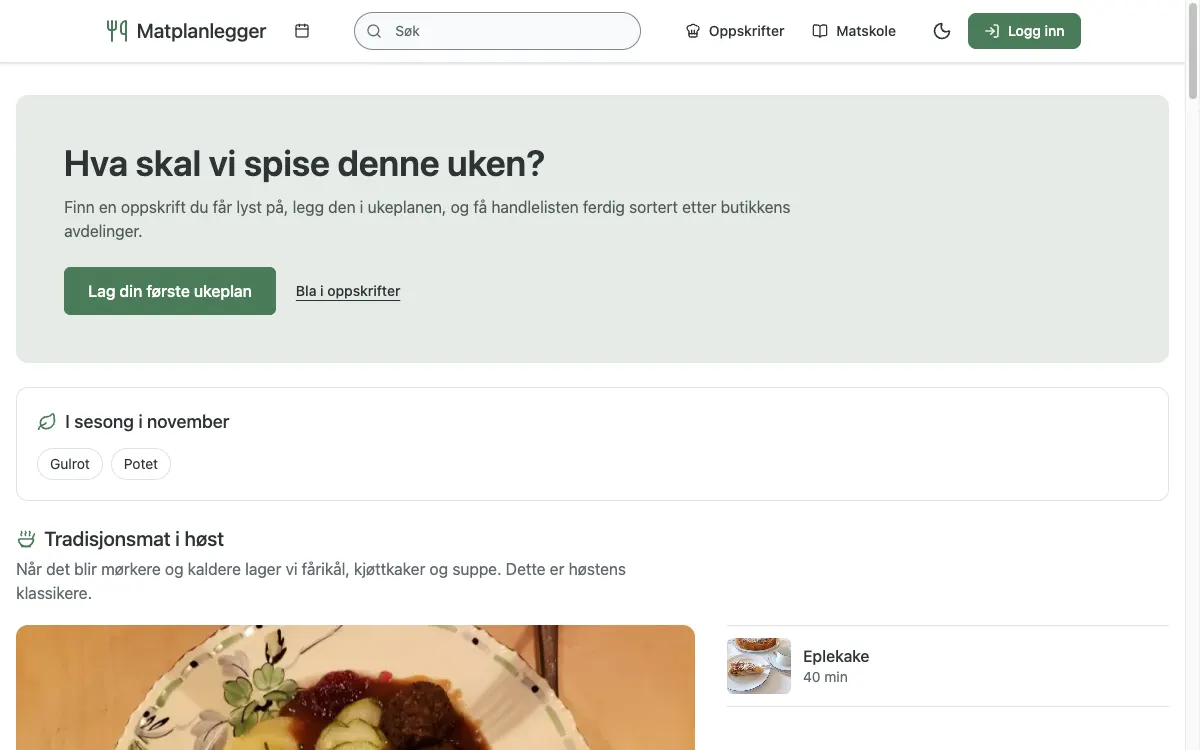 Matplanlegger
Søk
Oppskrifter
Matskole
Logg inn
Hva skal vi spise denne uken?
Finn en oppskrift du får lyst på, legg den i ukeplanen, og få handlelisten ferdig sortert etter butikkens
avdelinger.
Lag din første ukeplan
Bla i oppskrifter
I sesong i november
Gulrot
Potet
Tradisjonsmat i høst
Når det blir mørkere og kaldere lager vi fårikål, kjøttkaker og suppe. Dette er høstens
klassikere.
Eplekake
40 min